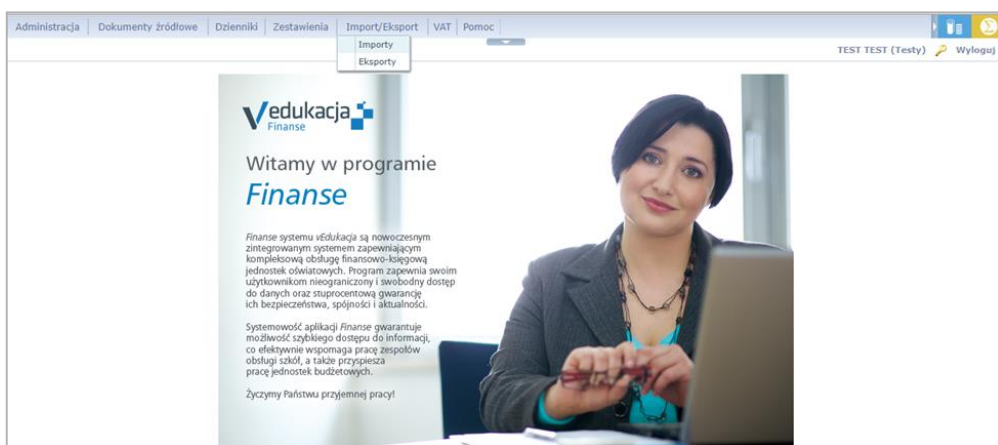 Administracja Dokumenty źródłowe Dzienniki Zestawienia Import/Eksport VAT Pomoc
Importy
Eksporty
TEST TEST (Testy) Wyloguj
Vedukacja
Finanse
Witamy w programie
Finanse
Finanse systemu vEdukacja są nowoczesnym
zintegrowanym systemem zapewniającym
kompleksową obsługę finansowo-księgową
jednostek oświatowych. Program zapewnia swoim
użytkownikom nieograniczony i swobodny dostęp
do danych oraz stuprocentową gwarancję
ich bezpieczeństwa, spójności i aktualności.
Systemowość aplikacji Finanse gwarantuje
możliwość szybkiego dostępu do informacji,
co efektywnie wspomaga pracę zespołów
obsługi szkół, a także przyspiesza
pracę jednostek budżetowych.
Życzymy Państwu przyjemnej pracy!